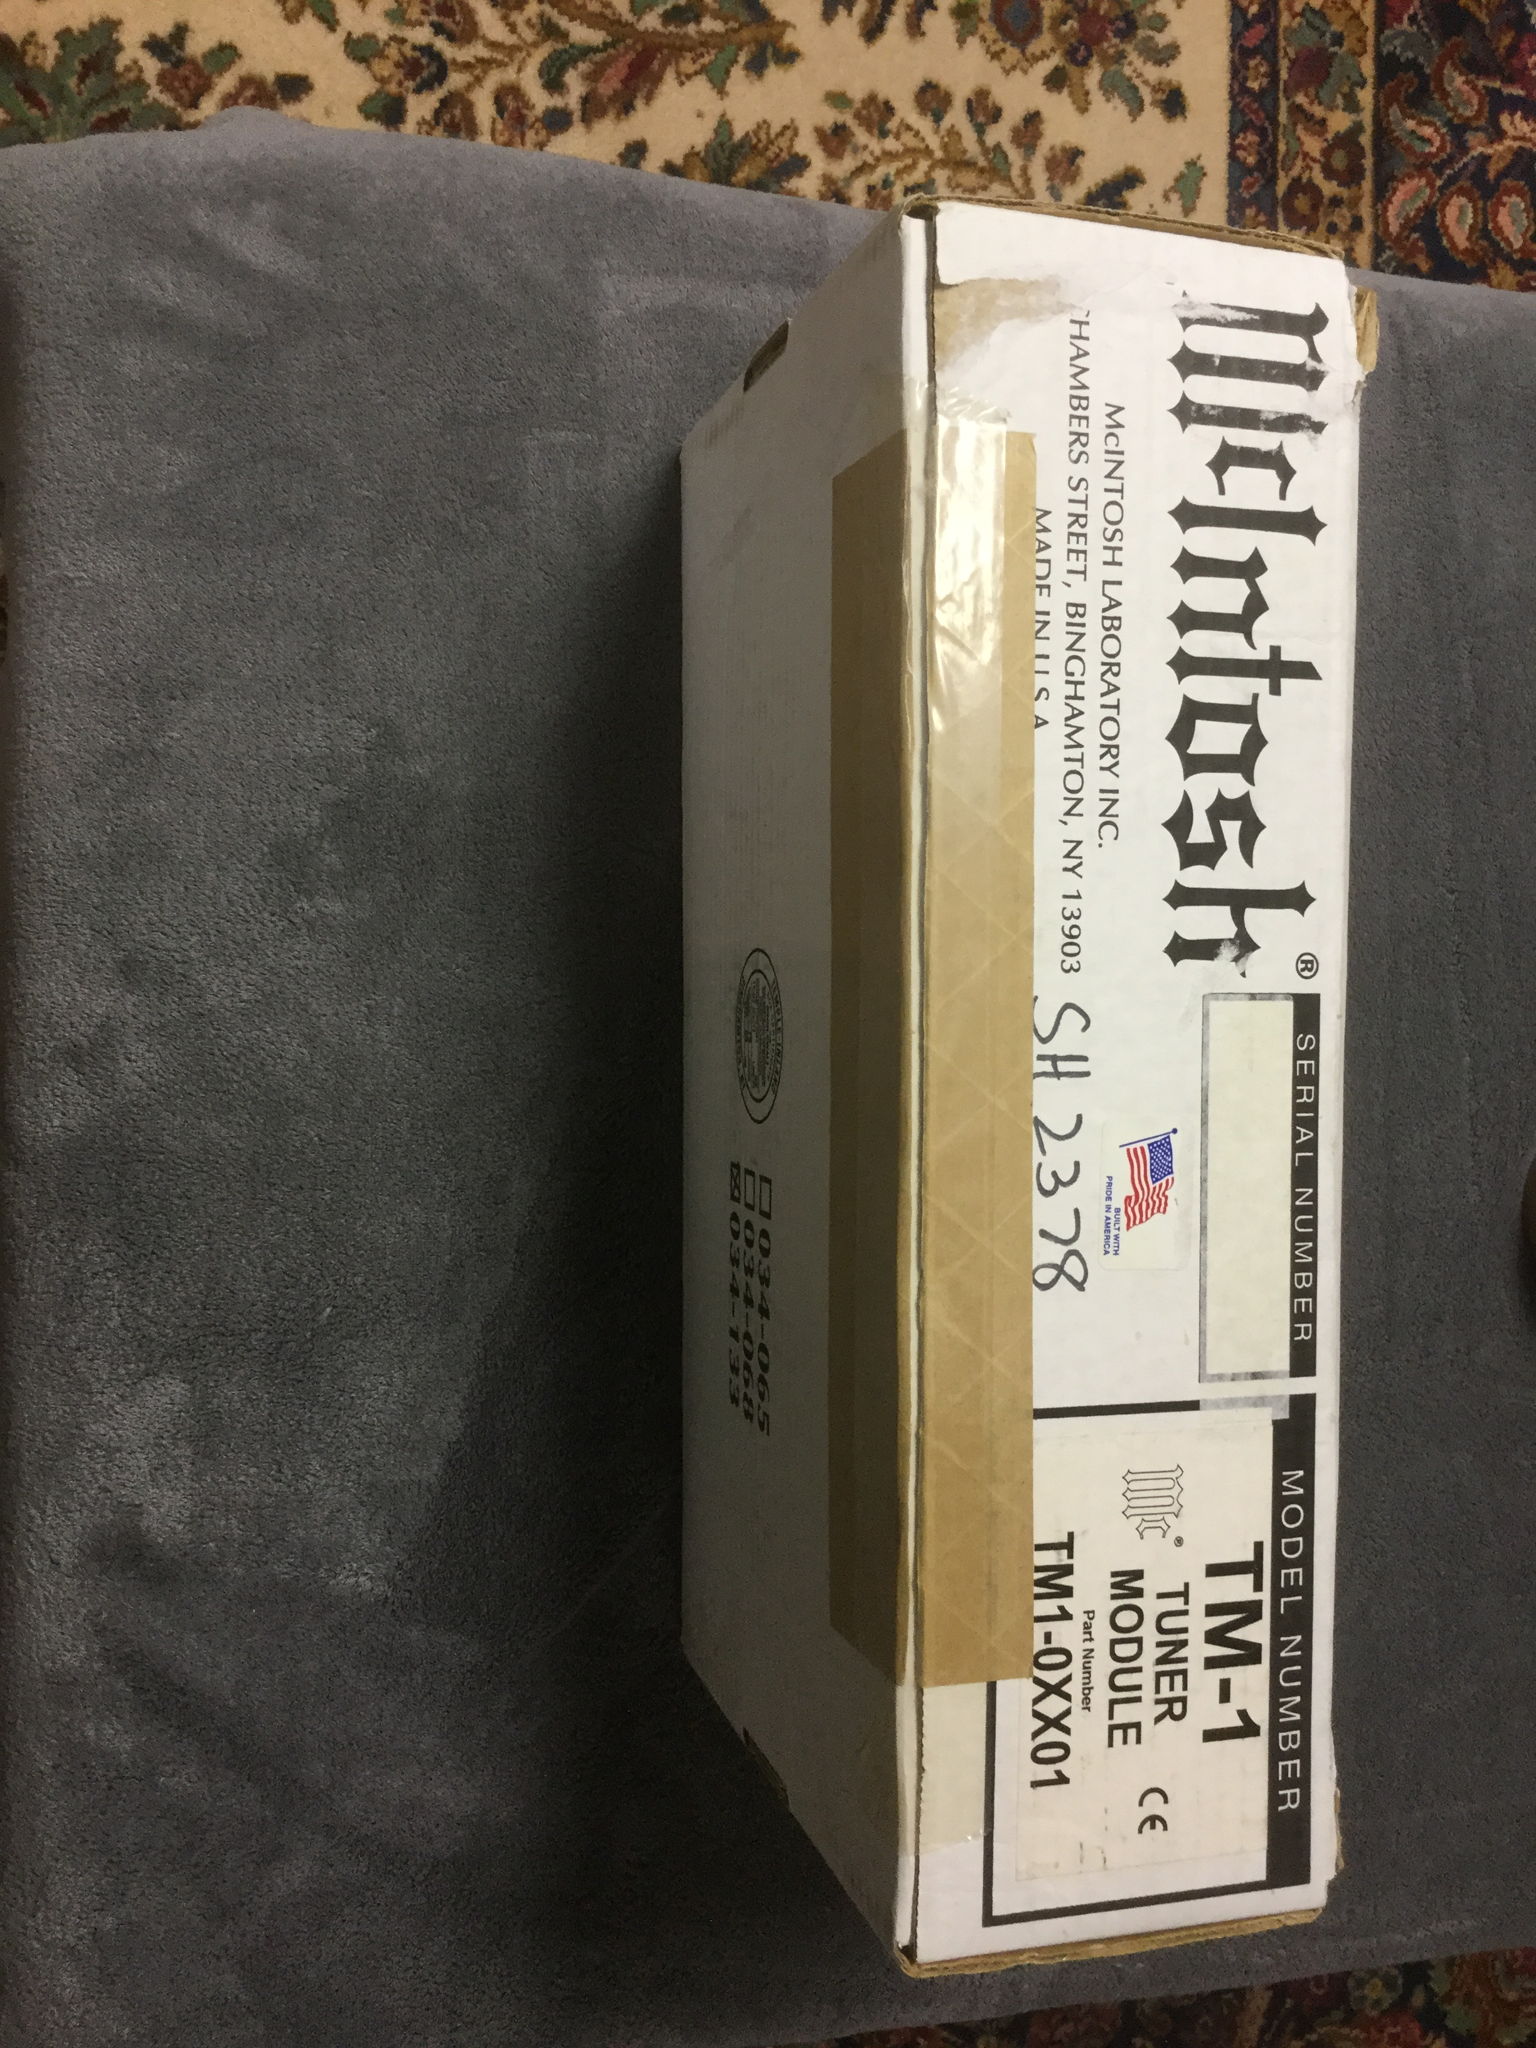 McIntosh®
McINTOSH LABORATORY INC.
CHAMBERS STREET, BINGHAMTON, NY 13903
MADE IN U.S.A
SH 2378
BUILT WITH
PRIDE IN AMERICA
SERIAL NUMBER
MODEL NUMBER
TM-1
Mc®
TUNER
MODULE
CE
Part Number
TM1-0XX01
034-065
034-068
034-133